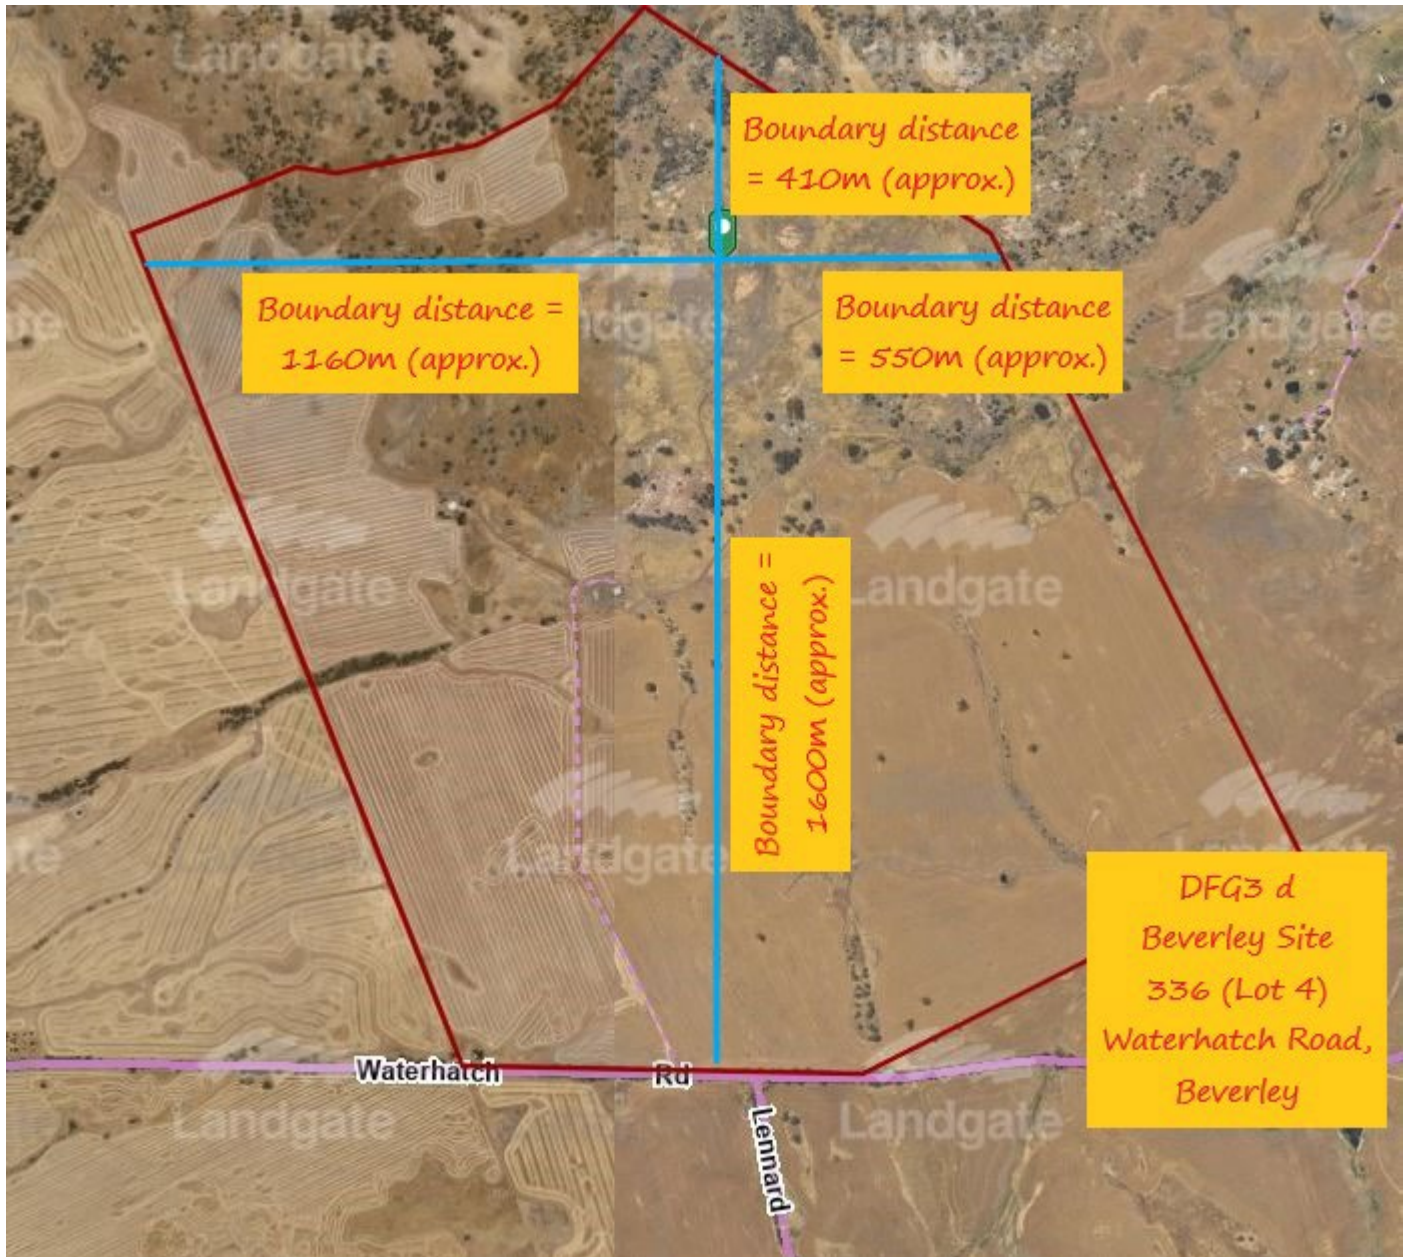 Landgate
Landgate
Boundary distance
= 410m (approx.)
Boundary distance =
1160m (approx.)
Boundary distance
= 550m (approx.)
Landgate
Landgate
Landgate
Boundary distance =
1600m (approx.)
Landgate
DFG3 d
Beverley Site
336 (Lot 4)
Waterhatch Road,
Beverley
Waterhatch
Rd
Landgate
Landgate
Lennard